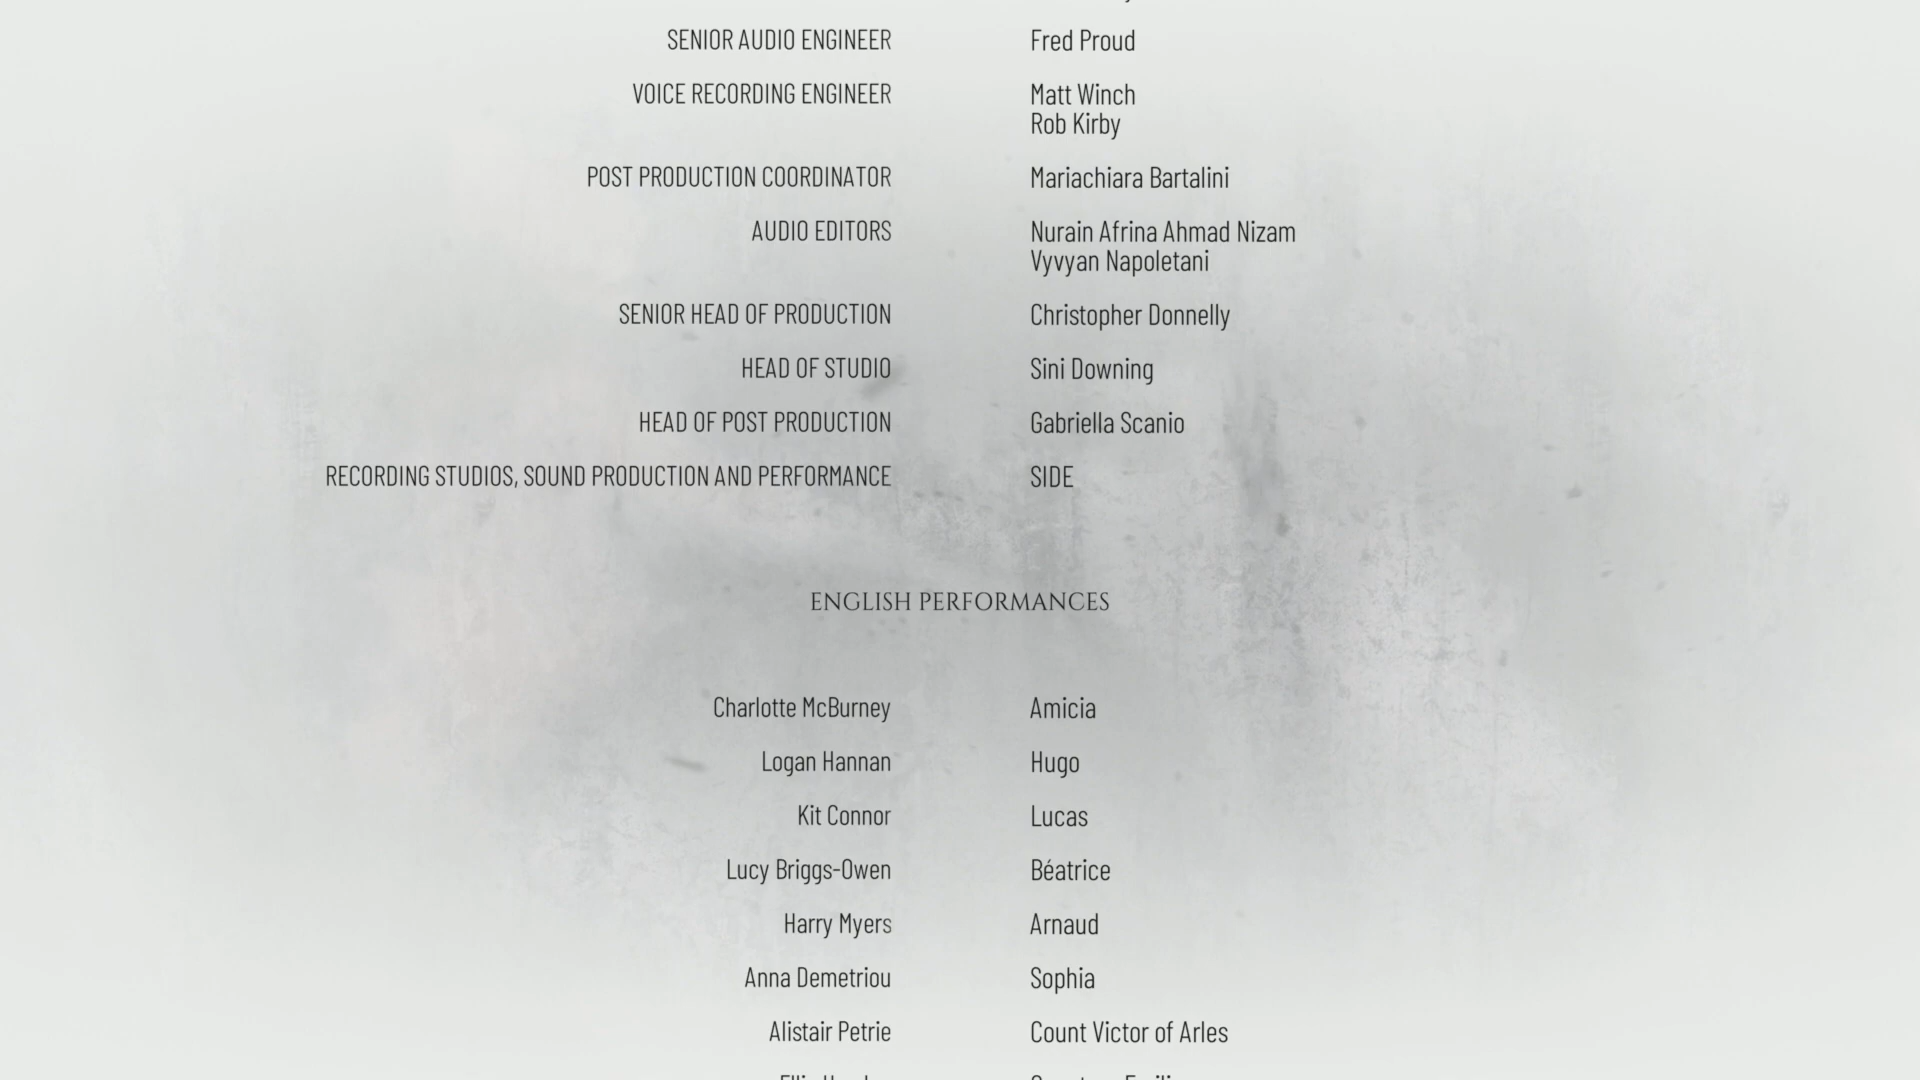 SENIOR AUDIO ENGINEER Fred Proud
VOICE RECORDING ENGINEER Matt Winch
Rob Kirby
POST PRODUCTION COORDINATOR Mariachiara Bartalini
AUDIO EDITORS Nurain Afrina Ahmad Nizam
Vyvyan Napoletani
SENIOR HEAD OF PRODUCTION Christopher Donnelly
HEAD OF STUDIO Sini Downing
HEAD OF POST PRODUCTION Gabriella Scanio
RECORDING STUDIOS, SOUND PRODUCTION AND PERFORMANCE SIDE
ENGLISH PERFORMANCES
Charlotte McBurney Amicia
Logan Hannan Hugo
Kit Connor Lucas
Lucy Briggs-Owen Béatrice
Harry Myers Arnaud
Anna Demetriou Sophia
Alistair Petrie Count Victor of Arles